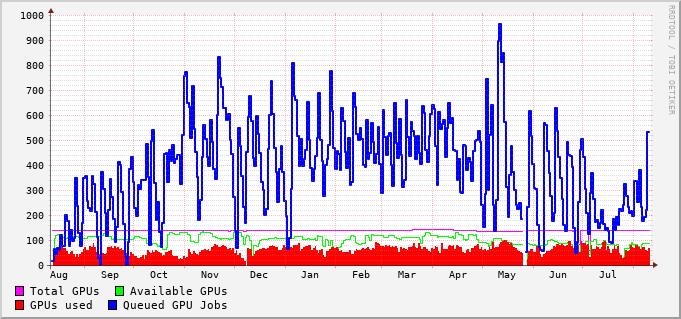 1000
900
800
700
600
500
400
300
200
100
0
Aug Sep Oct Nov Dec Jan Feb Mar Apr May Jun Jul
Total GPUs Available GPUs
GPUs used Queued GPU Jobs
RRDTOOL / TOBI OETIKER